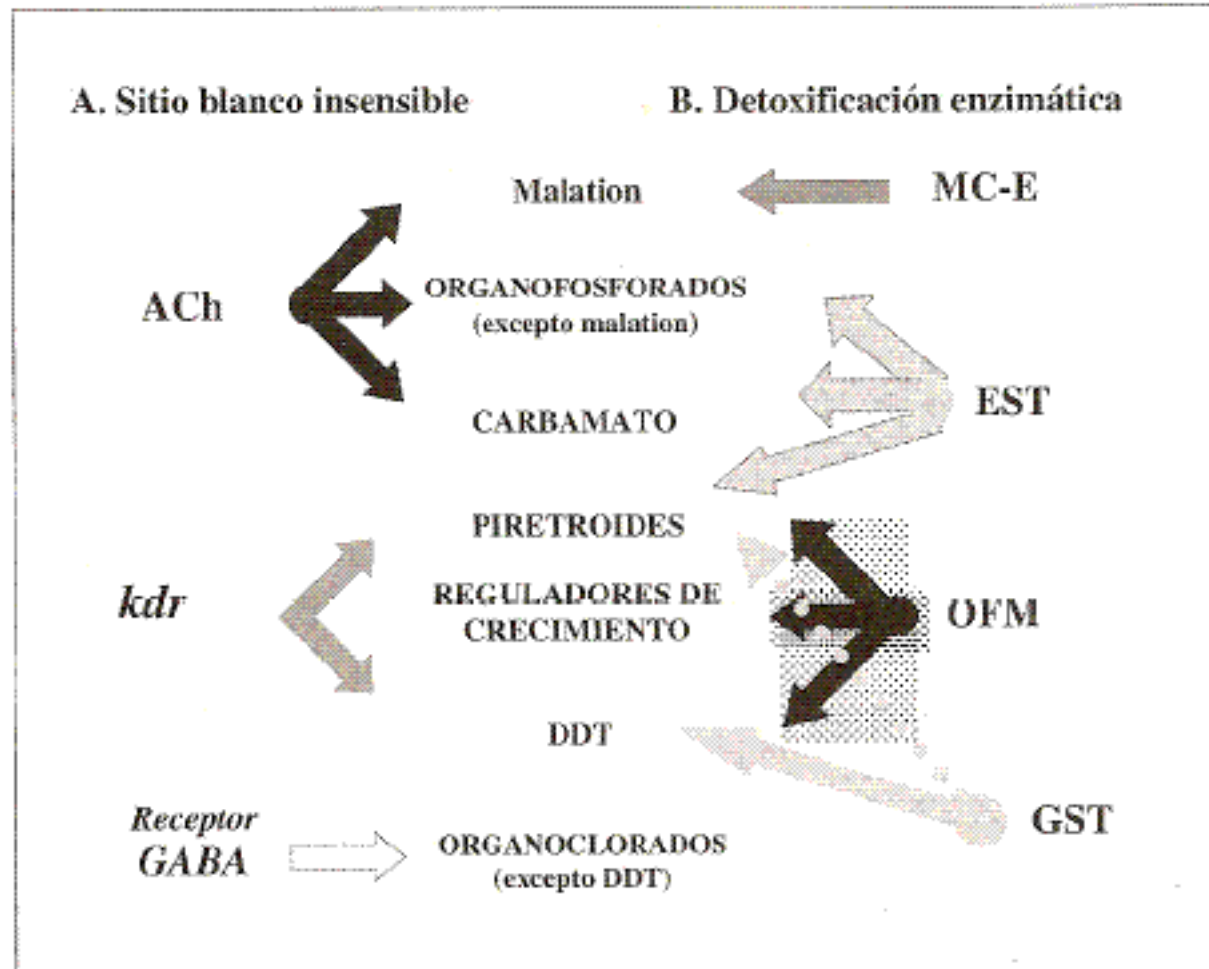 A. Sitio blanco insensible
B. Detoxificación enzimática
Malation
MC-E
ACh
ORGANOFOSFORADOS
(excepto malation)
EST
CARBAMATO
PIRETROIDES
kdr
REGULADORES DE
CRECIMIENTO
OFM
DDT
Receptor
GABA
ORGANOCLORADOS
(excepto DDT)
GST